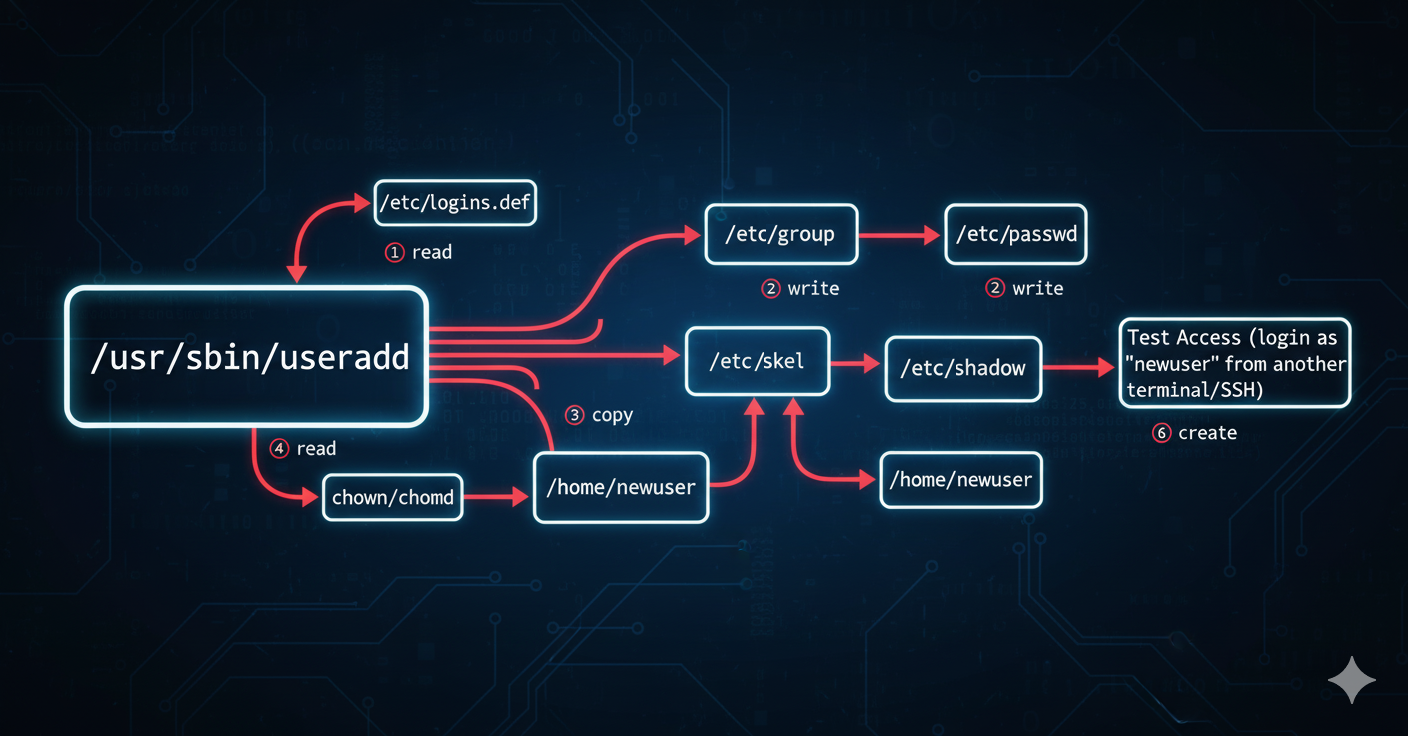 /etc/logins.def
① read
/etc/group
/etc/passwd
② write
② write
/usr/sbin/useradd
/etc/skel
/etc/shadow
Test Access (login as
"newuser" from another
terminal/SSH)
③ copy
⑥ create
④ read
chown/chomd
/home/newuser
/home/newuser